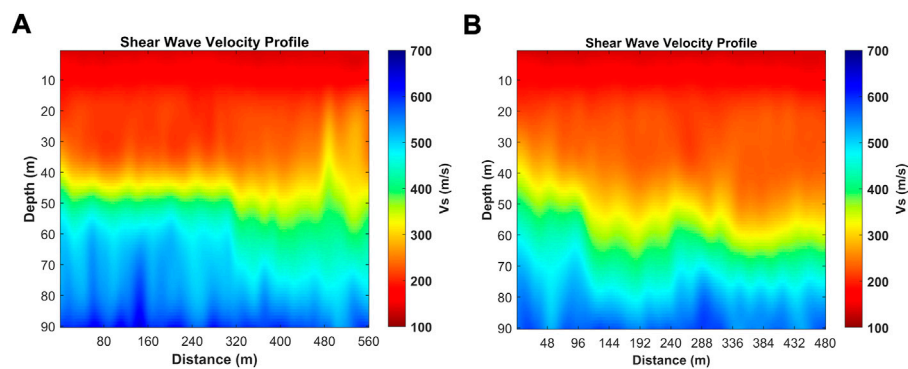 A
Shear Wave Velocity Profile
10
20
30
40
50
60
70
80
90
Depth (m)
80 160 240 320 400 480 560
Distance (m)
700
600
500
400
300
200
100
Vs (m/s)
B
Shear Wave Velocity Profile
10
20
30
40
50
60
70
80
90
Depth (m)
48 96 144 192 240 288 336 384 432 480
Distance (m)
700
600
500
400
300
200
100
Vs (m/s)